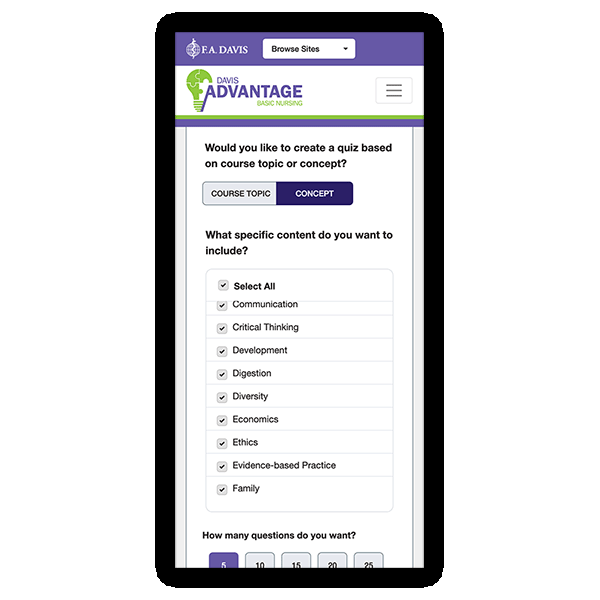 F.A. DAVIS
Browse Sites
DAVIS
ADVANTAGE
BASIC NURSING
Would you like to create a quiz based
on course topic or concept?
COURSE TOPIC
CONCEPT
What specific content do you want to
include?
Select All
Communication
Critical Thinking
Development
Digestion
Diversity
Economics
Ethics
Evidence-based Practice
Family
How many questions do you want?
5 10 15 20 25